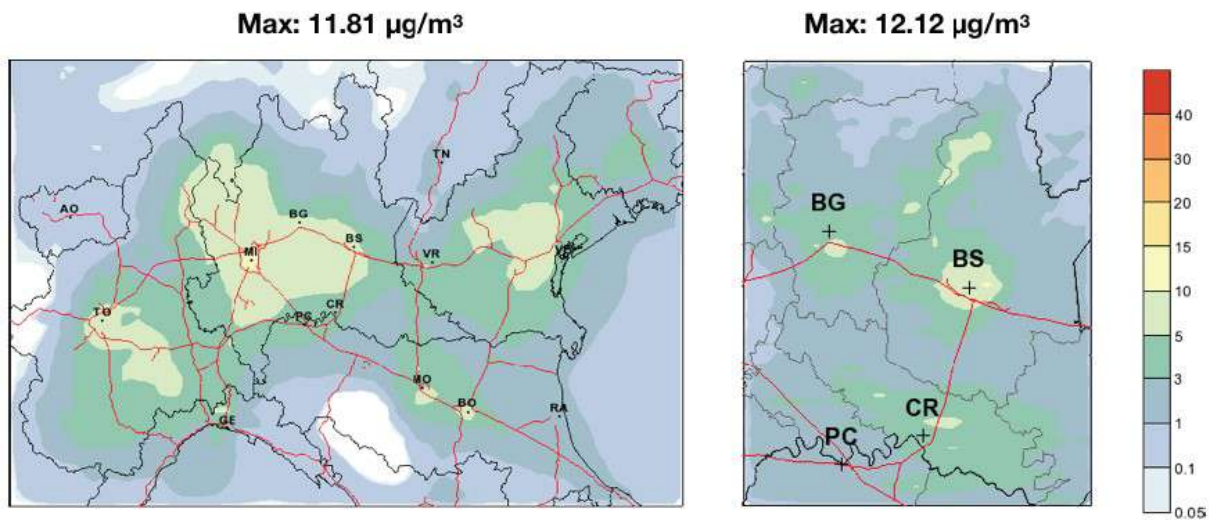 Max: 11.81 µg/m³
Max: 12.12 µg/m³
TN
AO
BG
MI
BS
VR
TO
PC
CR
MO
BO
RA
GE
BG
BS
CR
PC
40
30
20
15
10
5
3
1
0.1
0.05